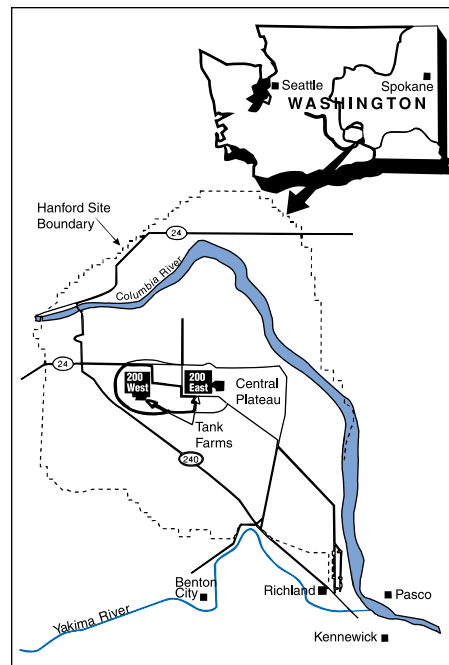 Seattle
Spokane
WASHINGTON
Hanford Site
Boundary
24
Columbia River
24
200
West
200
East
Central
Plateau
Tank
Farms
240
Benton
City
Richland
Pasco
Yakima River
Kennewick